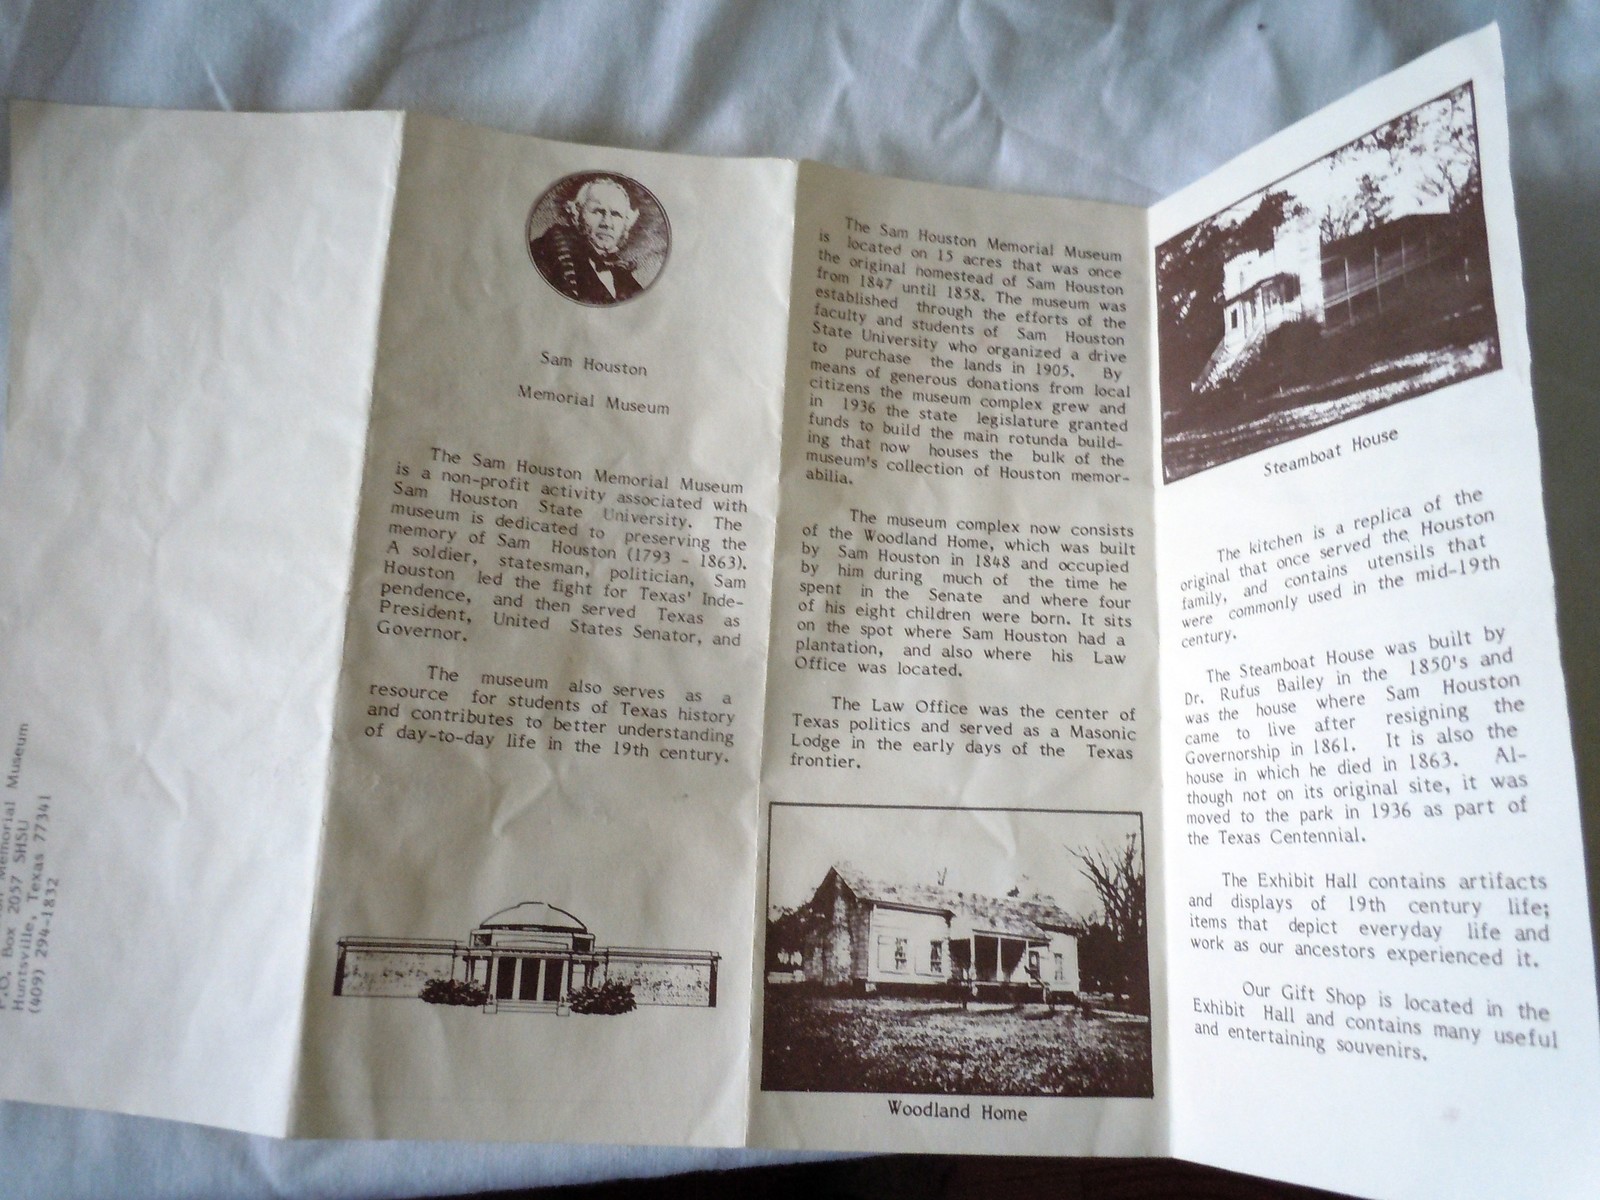 Memorial Museum
P.O. Box 2057 SHSU
Huntsville, Texas 77341
(409) 294-1832
Sam Houston
Memorial Museum
The Sam Houston Memorial Museum
is a non-profit activity associated with
Sam Houston State University. The
museum is dedicated to preserving the
memory of Sam Houston (1793 - 1863).
A soldier, statesman, politician, Sam
Houston led the fight for Texas' Inde-
pendence, and then served Texas as
President, United States Senator, and
Governor.
The museum also serves as a
resource for students of Texas history
and contributes to better understanding
of day-to-day life in the 19th century.
The Sam Houston Memorial Museum
is located on 15 acres that was once
the original homestead of Sam Houston
from 1847 until 1858. The museum was
established through the efforts of the
faculty and students of Sam Houston
State University who organized a drive
to purchase the lands in 1905. By
means of generous donations from local
citizens the museum complex grew and
in 1936 the state legislature granted
funds to build the main rotunda build-
ing that now houses the bulk of the
museum's collection of Houston memor-
abilia.
The museum complex now consists
of the Woodland Home, which was built
by Sam Houston in 1848 and occupied
by him during much of the time he
spent in the Senate and where four
of his eight children were born. It sits
on the spot where Sam Houston had a
plantation, and also where his Law
Office was located.
The Law Office was the center of
Texas politics and served as a Masonic
Lodge in the early days of the Texas
frontier.
Woodland Home
Steamboat House
The kitchen is a replica of the
original that once served the Houston
family, and contains utensils that
were commonly used in the mid-19th
century.
The Steamboat House was built by
Dr. Rufus Bailey in the 1850's and
was the house where Sam Houston
came to live after resigning the
Governorship in 1861. It is also the
house in which he died in 1863. Al-
though not on its original site, it was
moved to the park in 1936 as part of
the Texas Centennial.
The Exhibit Hall contains artifacts
and displays of 19th century life;
items that depict everyday life and
work as our ancestors experienced it.
Our Gift Shop is located in the
Exhibit Hall and contains many useful
and entertaining souvenirs.